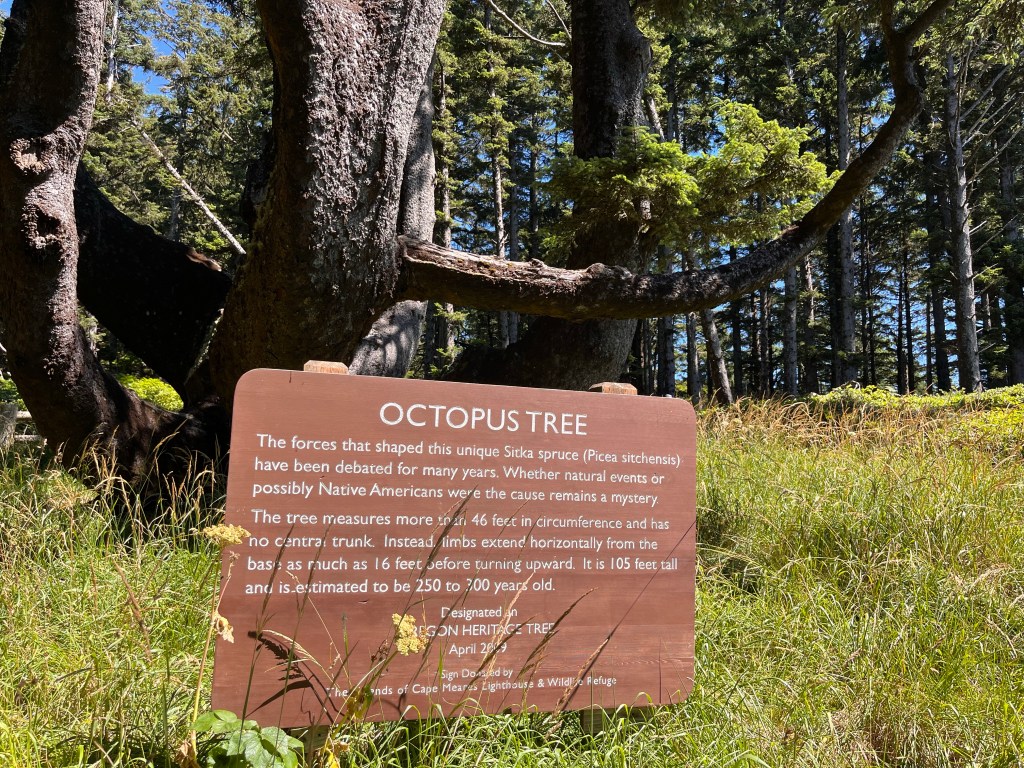 OCTOPUS TREE
The forces that shaped this unique Sitka spruce (Picea sitchensis)
have been debated for many years. Whether natural events or
possibly Native Americans were the cause remains a mystery.
The tree measures more than 46 feet in circumference and has
no central trunk. Instead, limbs extend horizontally from the
base as much as 16 feet before turning upward. It is 105 feet tall
and is estimated to be 250 to 300 years old.
Designated an
OREGON HERITAGE TREE
April 2009
Sign Donated by
The Friends of Cape Meares Lighthouse & Wildlife Refuge